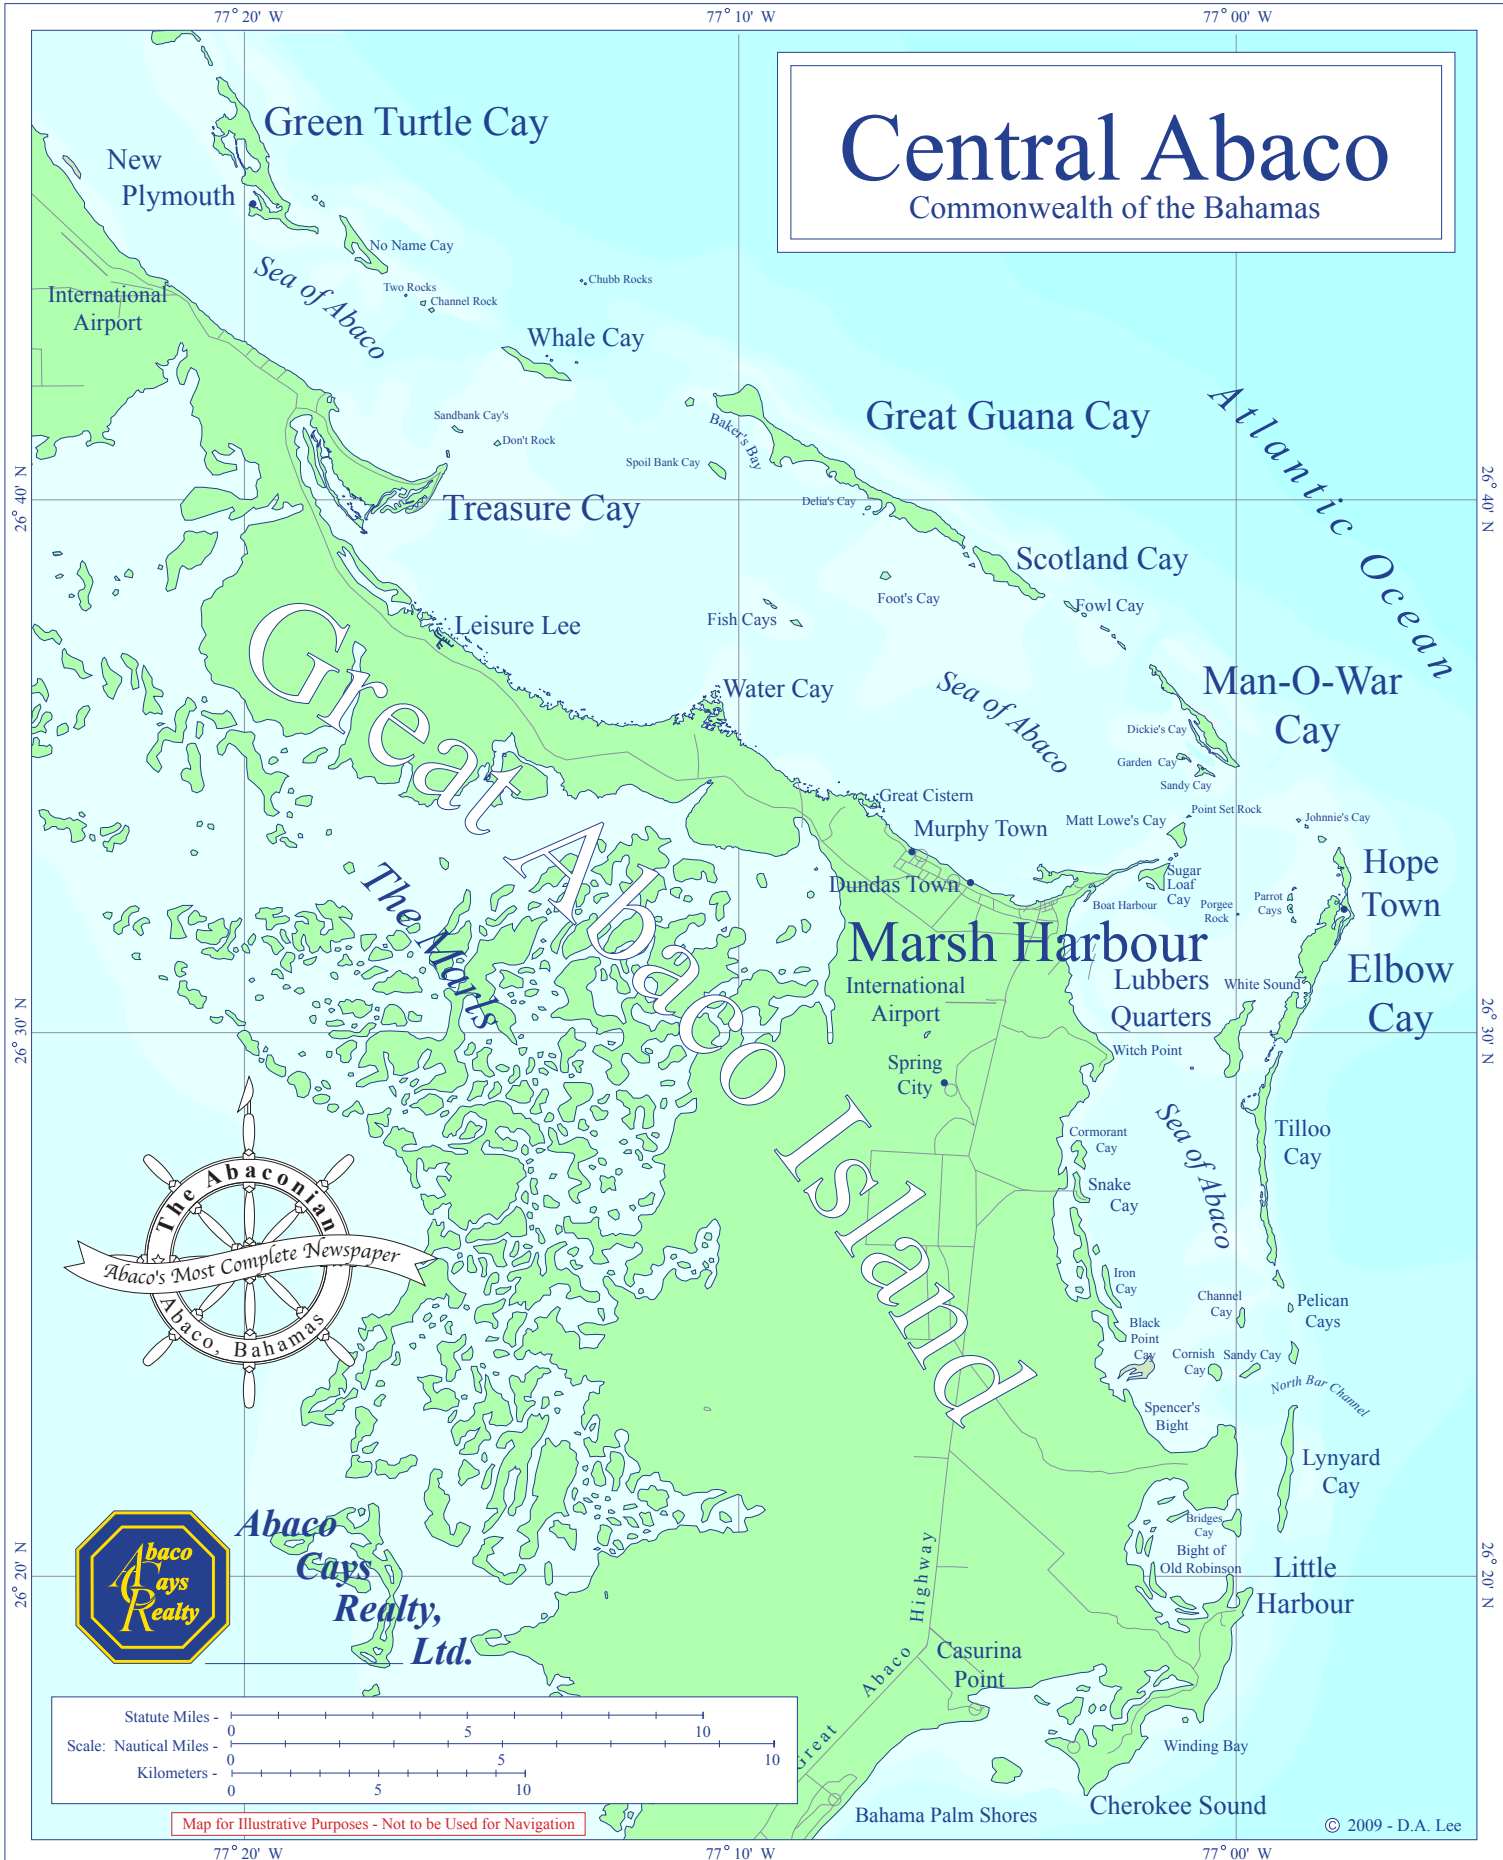 77° 20' W
77° 10' W
77° 00' W
Central Abaco
Commonwealth of the Bahamas
Green Turtle Cay
New
Plymouth
No Name Cay
Sea of Abaco
Two Rocks
Channel Rock
Chubb Rocks
International
Airport
Whale Cay
Sandbank Cay's
Don't Rock
Baker's Bay
Great Guana Cay
Spoil Bank Cay
Delia's Cay
Atlantic Ocean
26° 40' N
26° 40' N
Treasure Cay
Scotland Cay
Foot's Cay
Fowl Cay
Fish Cays
Leisure Lee
Water Cay
Sea of Abaco
Man-O-War
Cay
Dickie's Cay
Garden Cay
Sandy Cay
Great Cistern
Point Set Rock
Matt Lowe's Cay
Johnnie's Cay
Murphy Town
Dundas Town
Sugar
Loaf
Cay
Hope
Town
Boat Harbour
Porgee
Rock
Parrot
Cays
Marsh Harbour
The Marls
Great Abaco Island
International
Airport
Lubbers
Quarters
White Sound
Elbow
Cay
26° 30' N
26° 30' N
Witch Point
Spring
City
Sea of Abaco
Cormorant
Cay
Tilloo
Cay
Snake
Cay
The Abaconian
Abaco's Most Complete Newspaper
Abaco, Bahamas
Iron
Cay
Channel
Cay
Pelican
Cays
Black
Point
Cay
Cornish
Cay
Sandy Cay
North Bar Channel
Spencer's
Bight
Lynyard
Cay
Bridges
Cay
Bight of
Old Robinson
Little
Harbour
26° 20' N
26° 20' N
Abaco
Cays
Realty
Abaco
Cays
Realty,
Ltd.
Great Abaco Highway
Casurina
Point
Winding Bay
Cherokee Sound
Bahama Palm Shores
Statute Miles -
0 5 10
Scale: Nautical Miles -
0 5 10
Kilometers -
0 5 10
Map for Illustrative Purposes - Not to be Used for Navigation
© 2009 - D.A. Lee
77° 20' W
77° 10' W
77° 00' W